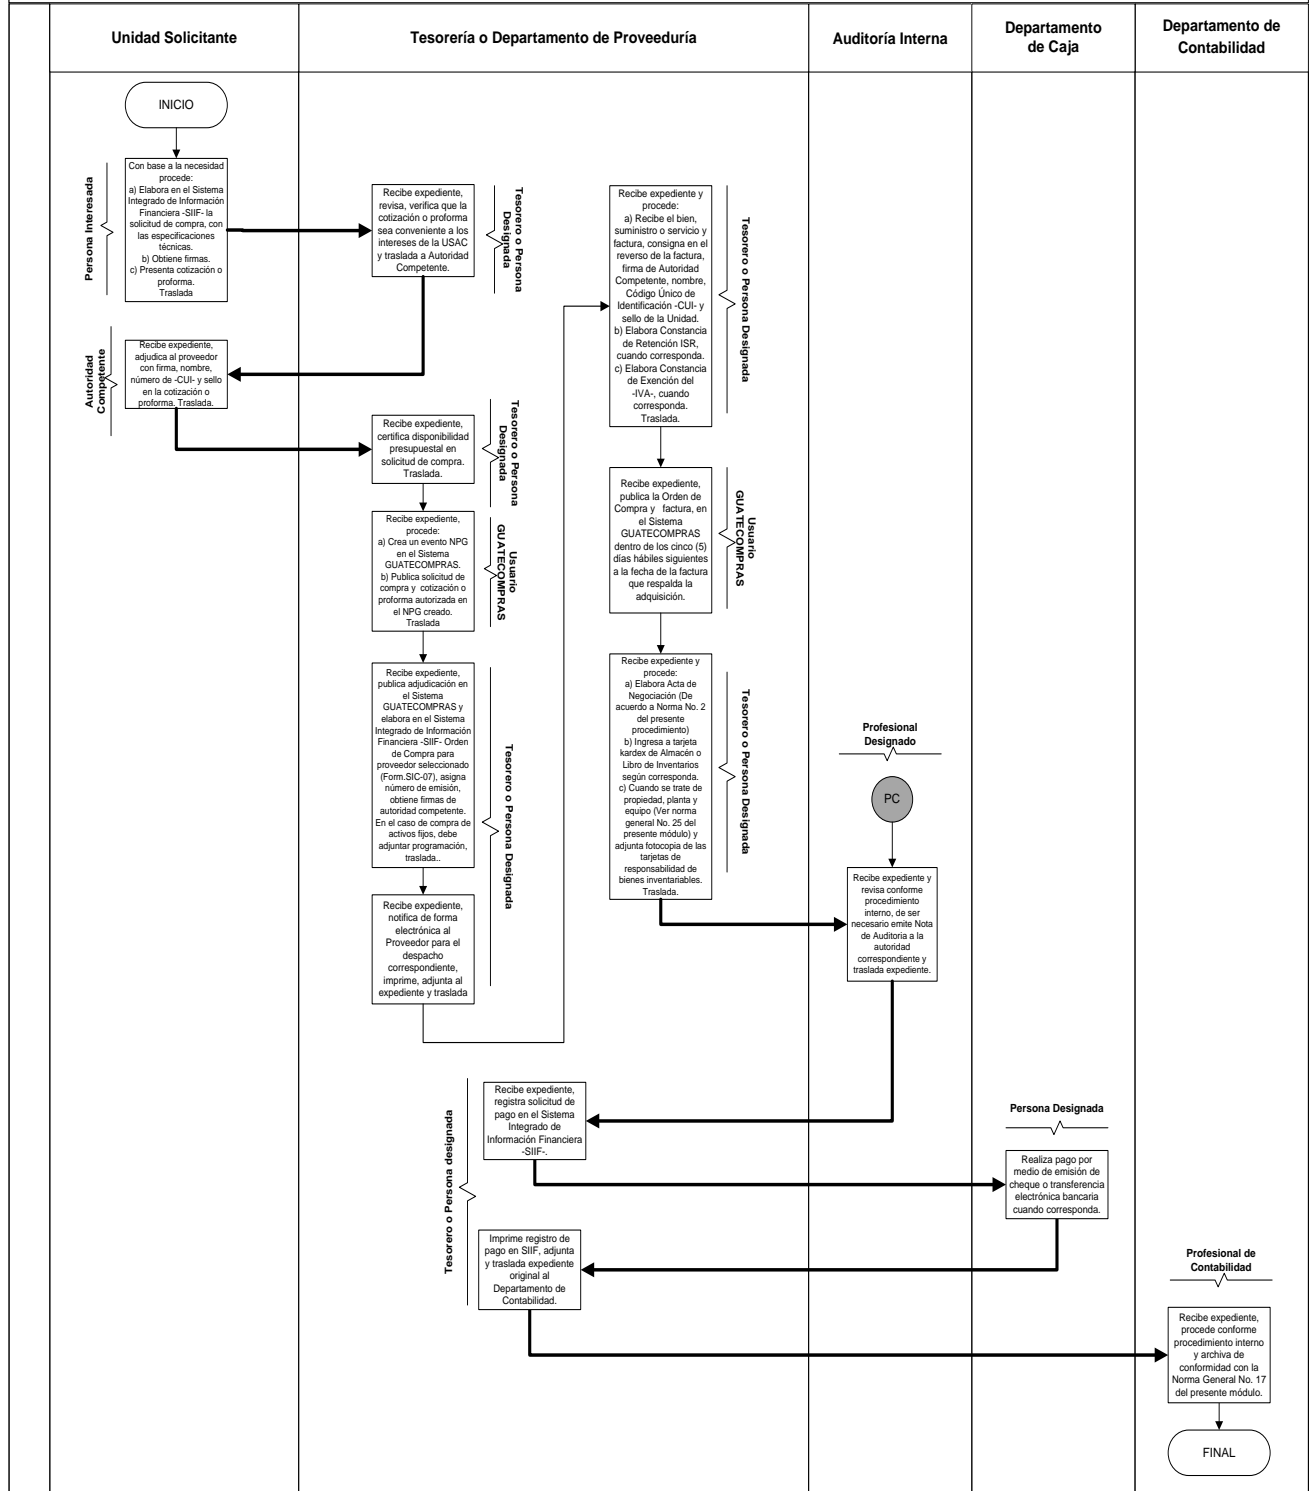 Unidad Solicitante
Tesorería o Departamento de Proveeduría
Auditoría Interna
Departamento
de Caja
Departamento de
Contabilidad
INICIO
Persona Interesada
Con base a la necesidad
procede:
a) Elabora en el Sistema
Integrado de Información
Financiera -SIIF- la
solicitud de compra, con
las especificaciones
técnicas.
b) Obtiene firmas.
c) Presenta cotización o
proforma.
Traslada
Recibe expediente,
revisa, verifica que la
cotización o proforma
sea conveniente a los
intereses de la USAC
y traslada a Autoridad
Competente.
Tesorero o Persona
Designada
Autoridad
Competente
Recibe expediente,
adjudica al proveedor
con firma, nombre,
número de -CUI- y sello
en la cotización o
proforma. Traslada.
Recibe expediente,
certifica disponibilidad
presupuestal en
solicitud de compra.
Traslada.
Tesorero o Persona
Designada
Recibe expediente,
procede:
a) Crea un evento NPG
en el Sistema
GUATECOMPRAS.
b) Publica solicitud de
compra y cotización o
proforma autorizada en
el NPG creado.
Traslada
Usuario
GUATECOMPRAS
Recibe expediente,
publica adjudicación en
el Sistema
GUATECOMPRAS y
elabora en el Sistema
Integrado de Información
Financiera -SIIF- Orden
de Compra para
proveedor seleccionado
(Form.SIC-07), asigna
número de emisión,
obtiene firmas de
autoridad competente.
En el caso de compra de
activos fijos, debe
adjuntar programación,
traslada..
Tesorero o Persona Designada
Recibe expediente,
notifica de forma
electrónica al
Proveedor para el
despacho
correspondiente,
imprime, adjunta al
expediente y traslada
Recibe expediente y
procede:
a) Recibe el bien,
suministro o servicio y
factura, consigna en el
reverso de la factura,
firma de Autoridad
Competente, nombre,
Código Único de
Identificación -CUI- y
sello de la Unidad.
b) Elabora Constancia
de Retención ISR,
cuando corresponda.
c) Elabora Constancia
de Exención del
-IVA-, cuando
corresponda.
Traslada.
Tesorero o Persona Designada
Recibe expediente,
publica la Orden de
Compra y factura, en
el Sistema
GUATECOMPRAS
dentro de los cinco (5)
días hábiles siguientes
a la fecha de la factura
que respalda la
adquisición.
Usuario
GUATECOMPRAS
Recibe expediente y
procede:
a) Elabora Acta de
Negociación (De
acuerdo a Norma No. 2
del presente
procedimiento)
b) Ingresa a tarjeta
kardex de Almacén o
Libro de Inventarios
según corresponda.
c) Cuando se trate de
propiedad, planta y
equipo (Ver norma
general No. 25 del
presente módulo) y
adjunta fotocopia de las
tarjetas de
responsabilidad de
bienes inventariables.
Traslada.
Tesorero o Persona Designada
Profesional
Designado
PC
Recibe expediente y
revisa conforme
procedimiento
interno, de ser
necesario emite Nota
de Auditoria a la
autoridad
correspondiente y
traslada expediente.
Tesorero o Persona designada
Recibe expediente,
registra solicitud de
pago en el Sistema
Integrado de
Información Financiera
-SIIF-.
Persona Designada
Realiza pago por
medio de emisión de
cheque o transferencia
electrónica bancaria
cuando corresponda.
Imprime registro de
pago en SIIF, adjunta
y traslada expediente
original al
Departamento de
Contabilidad.
Profesional de
Contabilidad
Recibe expediente,
procede conforme
procedimiento interno
y archiva de
conformidad con la
Norma General No. 17
del presente módulo.
FINAL